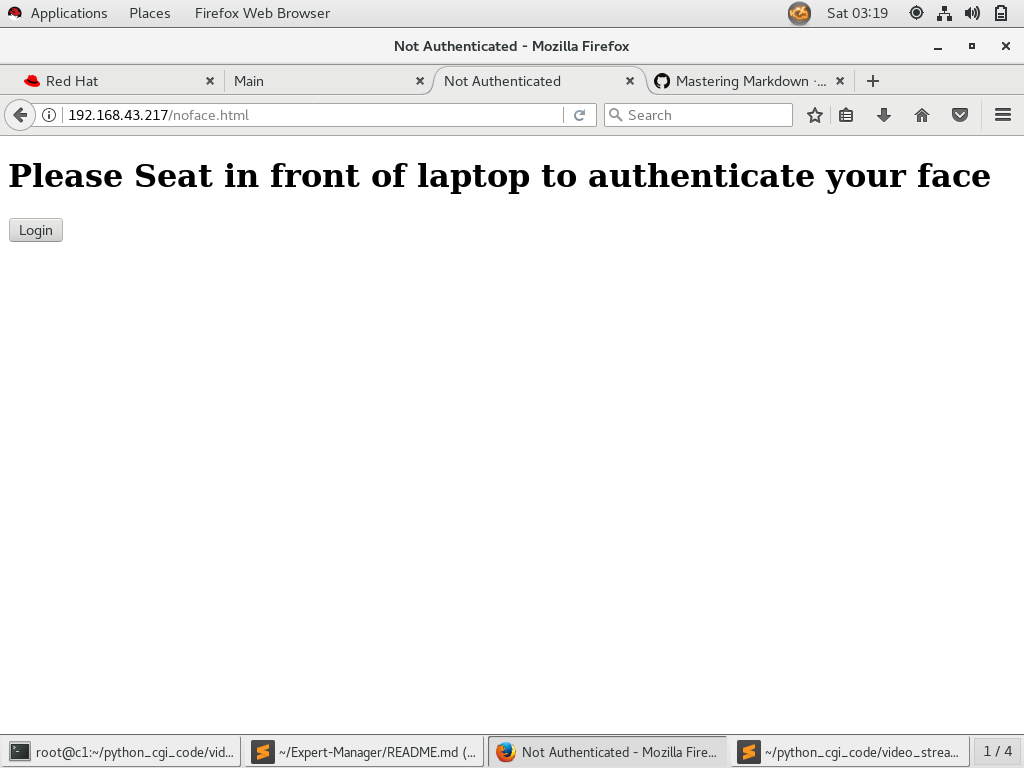 Applications Places Firefox Web Browser Sat 03:19
Not Authenticated - Mozilla Firefox
Red Hat Main Not Authenticated Mastering Markdown ·...
192.168.43.217/noface.html Search
Please Seat in front of laptop to authenticate your face
Login
root@c1:~/python_cgi_code/vid... ~/Expert-Manager/README.md (... Not Authenticated - Mozilla Fire... ~/python_cgi_code/video_strea... 1 / 4